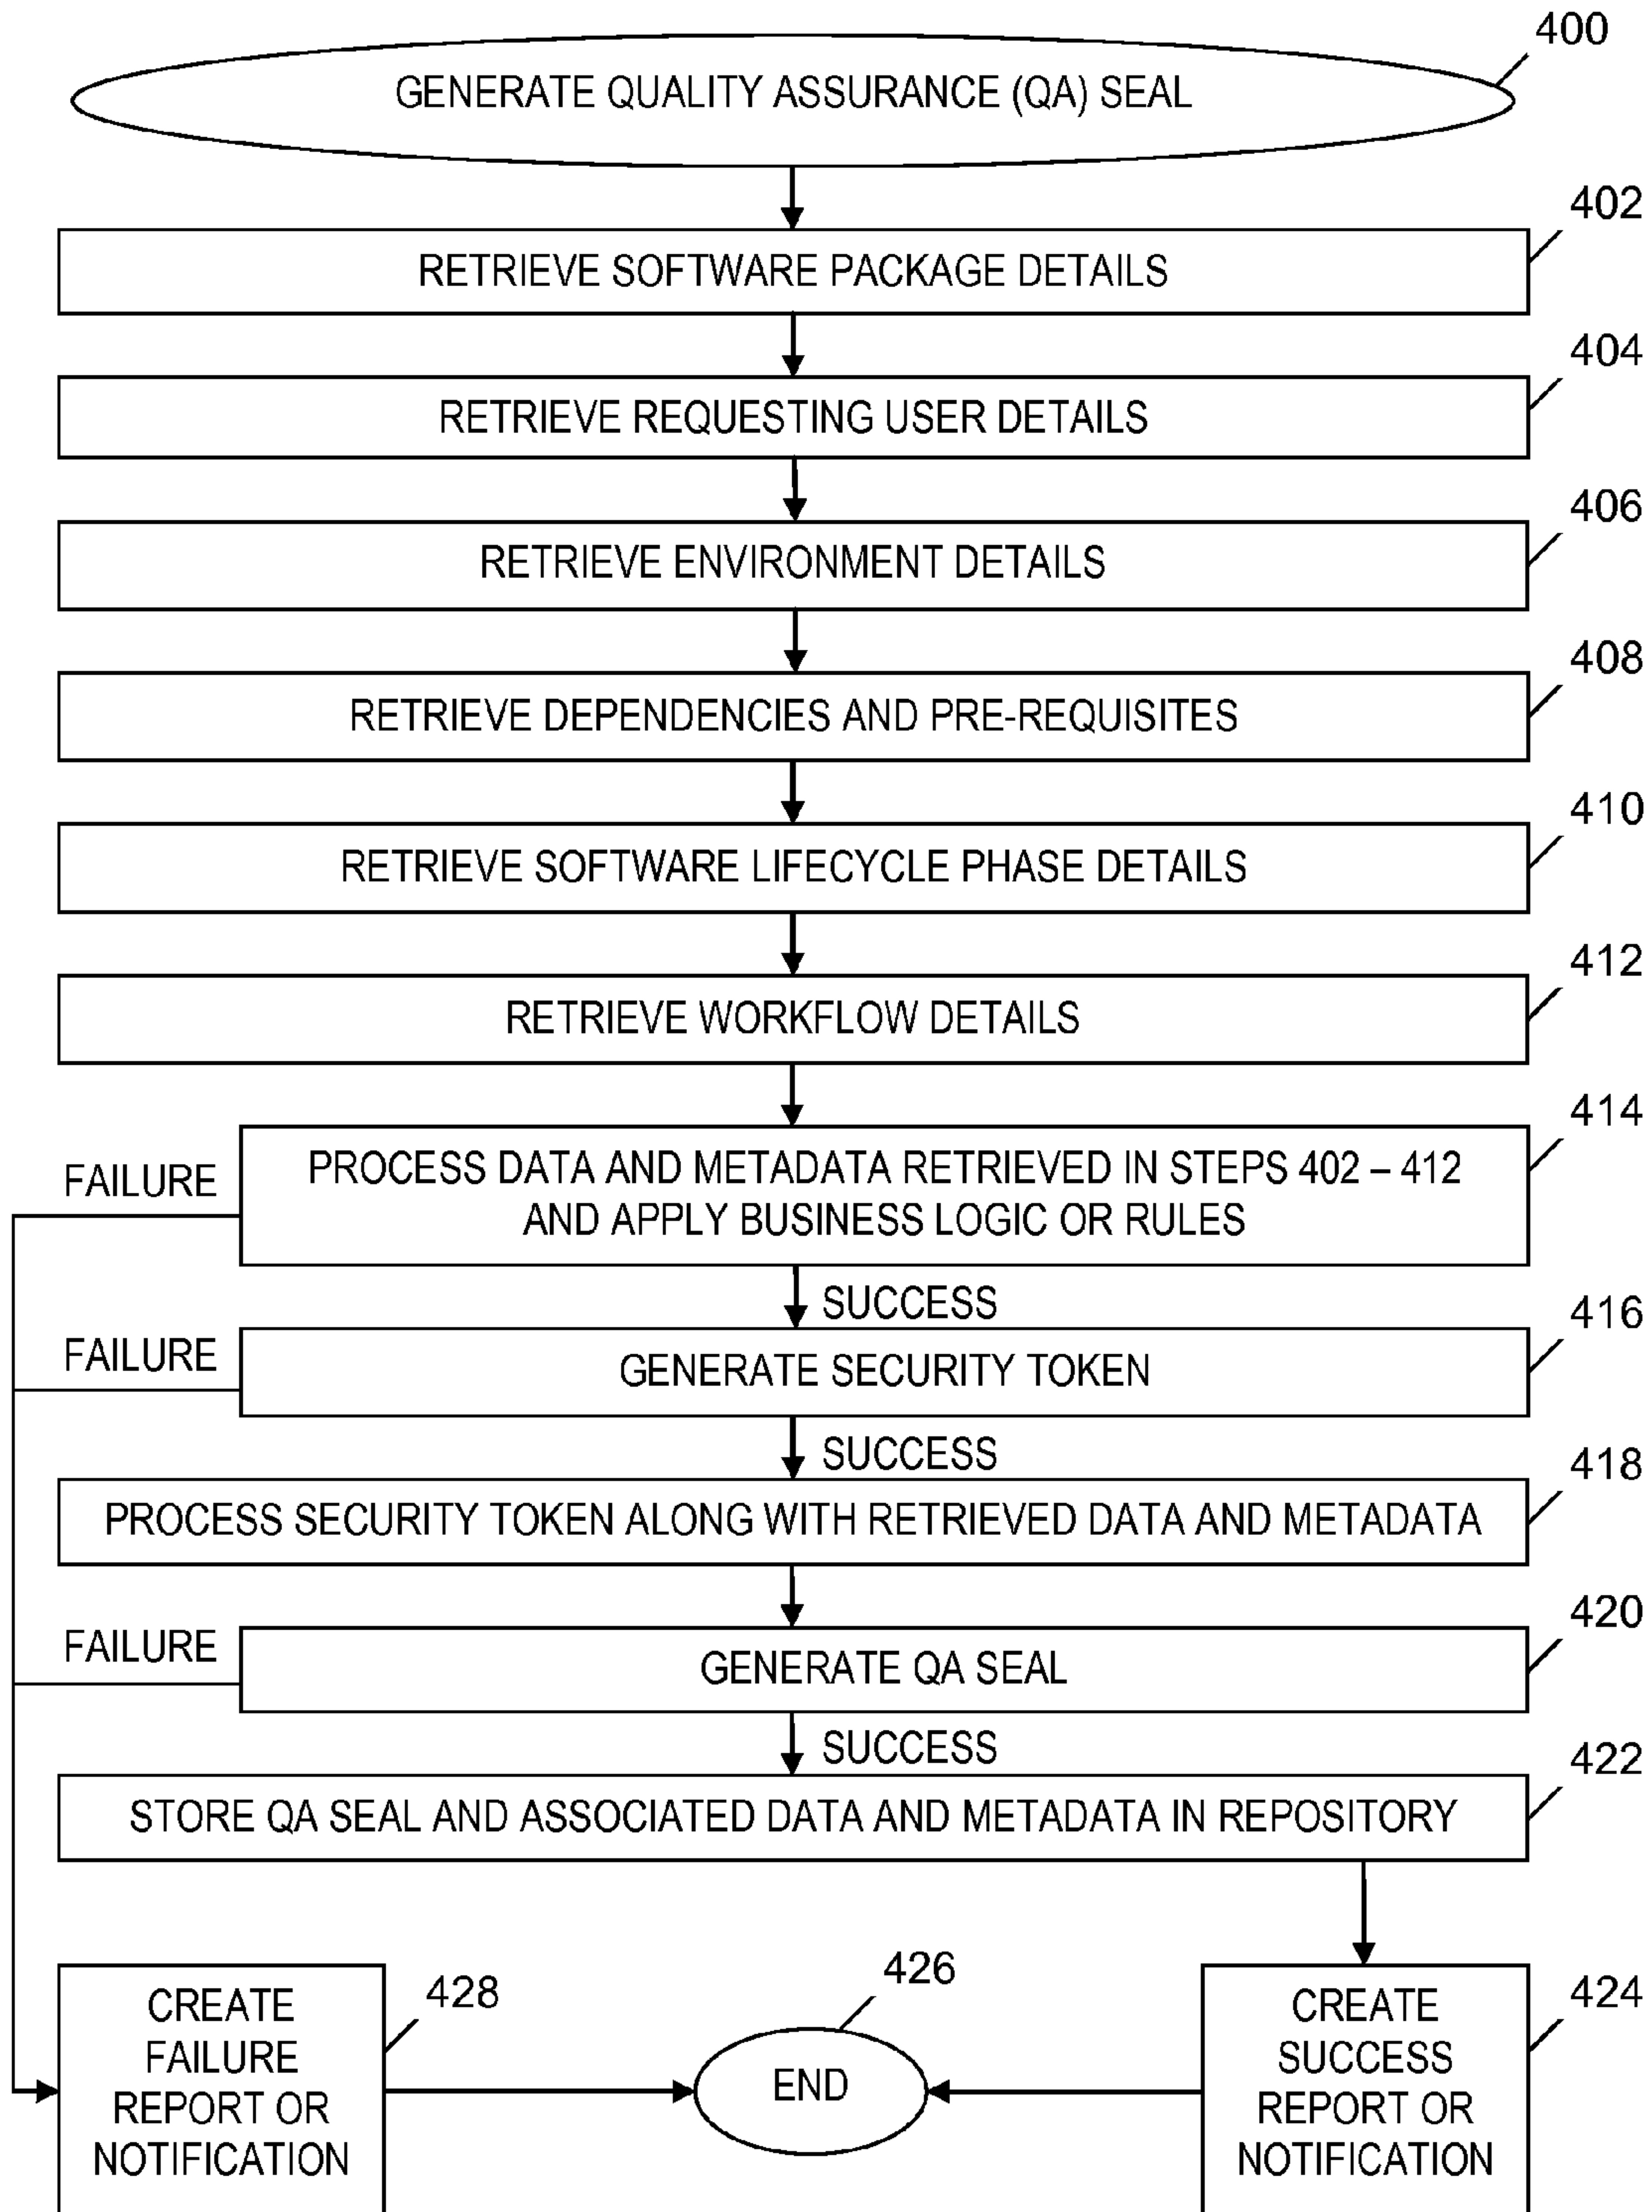 400
GENERATE QUALITY ASSURANCE (QA) SEAL
402
RETRIEVE SOFTWARE PACKAGE DETAILS
404
RETRIEVE REQUESTING USER DETAILS
406
RETRIEVE ENVIRONMENT DETAILS
408
RETRIEVE DEPENDENCIES AND PRE-REQUISITES
410
RETRIEVE SOFTWARE LIFECYCLE PHASE DETAILS
412
RETRIEVE WORKFLOW DETAILS
414
FAILURE
PROCESS DATA AND METADATA RETRIEVED IN STEPS 402 – 412
AND APPLY BUSINESS LOGIC OR RULES
SUCCESS
416
FAILURE
GENERATE SECURITY TOKEN
SUCCESS
418
PROCESS SECURITY TOKEN ALONG WITH RETRIEVED DATA AND METADATA
420
FAILURE
GENERATE QA SEAL
SUCCESS
422
STORE QA SEAL AND ASSOCIATED DATA AND METADATA IN REPOSITORY
428
CREATE
FAILURE
REPORT OR
NOTIFICATION
426
END
424
CREATE
SUCCESS
REPORT OR
NOTIFICATION